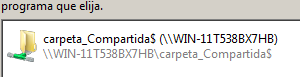 programa que elija.
carpeta_Compartida$ (\\WIN-11T538BX7HB)
\\WIN-11T538BX7HB\carpeta_Compartida$